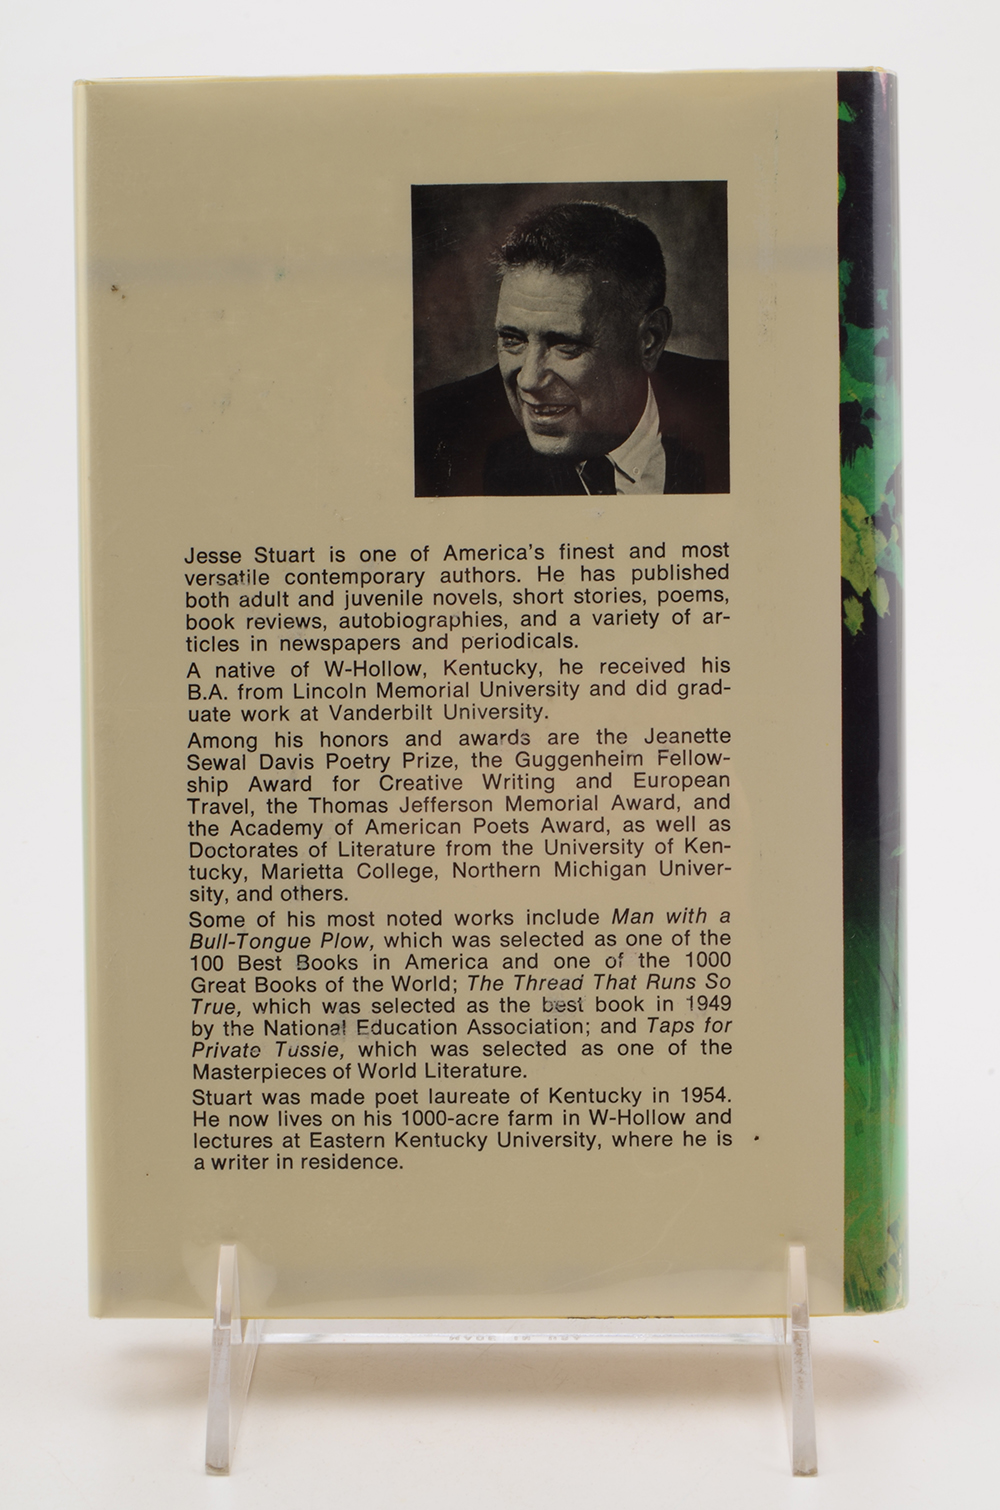 Jesse Stuart is one of America's finest and most
versatile contemporary authors. He has published
both adult and juvenile novels, short stories, poems,
book reviews, autobiographies, and a variety of ar-
ticles in newspapers and periodicals.
A native of W-Hollow, Kentucky, he received his
B.A. from Lincoln Memorial University and did grad-
uate work at Vanderbilt University.
Among his honors and awards are the Jeanette
Sewal Davis Poetry Prize, the Guggenheim Fellow-
ship Award for Creative Writing and European
Travel, the Thomas Jefferson Memorial Award, and
the Academy of American Poets Award, as well as
Doctorates of Literature from the University of Ken-
tucky, Marietta College, Northern Michigan Univer-
sity, and others.
Some of his most noted works include Man with a
Bull-Tongue Plow, which was selected as one of the
100 Best Books in America and one of the 1000
Great Books of the World; The Thread That Runs So
True, which was selected as the best book in 1949
by the National Education Association; and Taps for
Private Tussie, which was selected as one of the
Masterpieces of World Literature.
Stuart was made poet laureate of Kentucky in 1954.
He now lives on his 1000-acre farm in W-Hollow and
lectures at Eastern Kentucky University, where he is
a writer in residence.
MADE IN USA